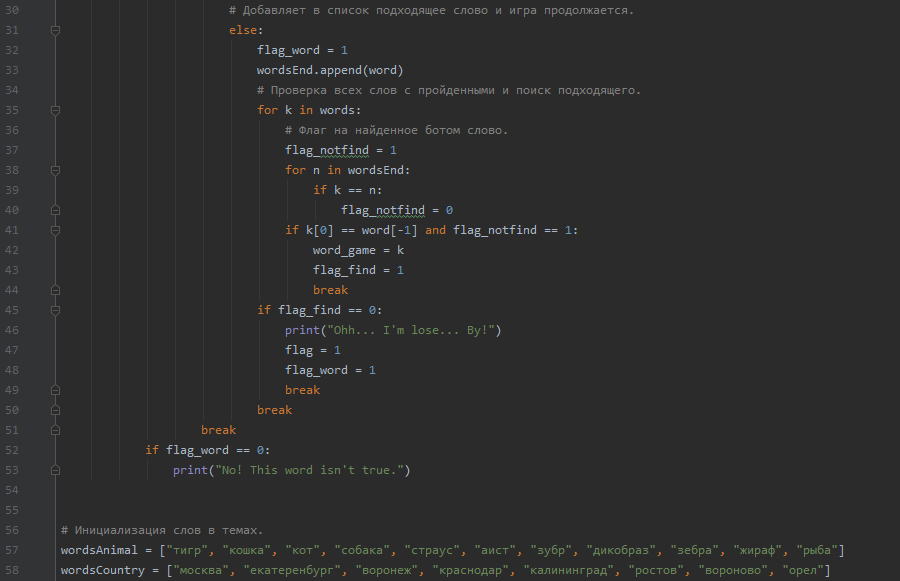 30 # Добавляет в список подходящее слово и игра продолжается.
31 else:
32 flag_word = 1
33 wordsEnd.append(word)
34 # Проверка всех слов с пройденными и поиск подходящего.
35 for k in words:
36 # Флаг на найденное ботом слово.
37 flag_notfind = 1
38 for n in wordsEnd:
39 if k == n:
40 flag_notfind = 0
41 if k[0] == word[-1] and flag_notfind == 1:
42 word_game = k
43 flag_find = 1
44 break
45 if flag_find == 0:
46 print("Ohh... I'm lose... By!")
47 flag = 1
48 flag_word = 1
49 break
50 break
51 break
52 if flag_word == 0:
53 print("No! This word isn't true.")
54
55
56 # Инициализация слов в темах.
57 wordsAnimal = ["тигр", "кошка", "кот", "собака", "страус", "аист", "зубр", "дикобраз", "зебра", "жираф", "рыба"]
58 wordsCountry = ["москва", "екатеренбург", "воронеж", "краснодар", "калининград", "ростов", "вороново", "орел"]